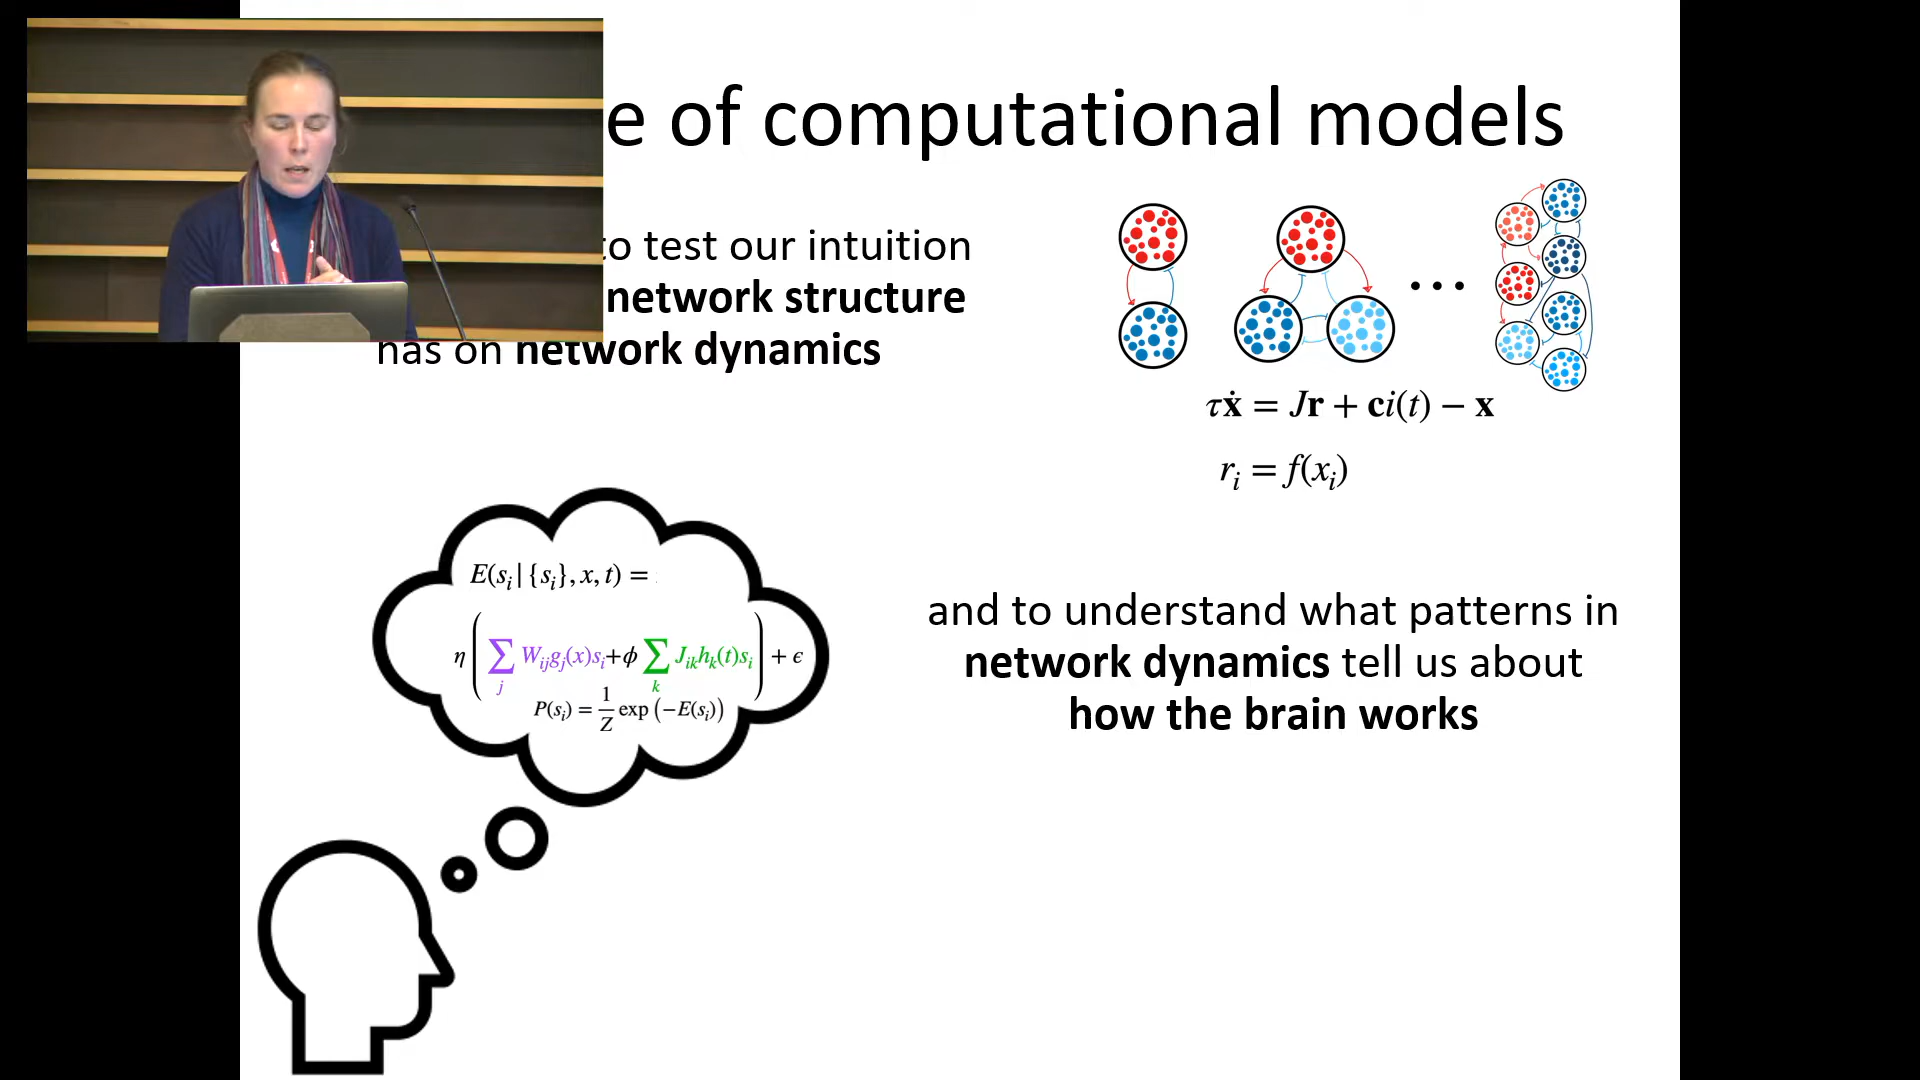 e of computational models
to test our intuition
network structure
has on network dynamics
...
τẋ = Jr + ci(t) − x
rᵢ = f(xᵢ)
E(sᵢ|{sᵢ}, x, t) =
η ( ∑ⱼ Wᵢⱼgⱼ(x)sᵢ+ϕ ∑ₖ Jᵢₖhₖ(t)sᵢ ) + ϵ
P(sᵢ) = 1/Z exp (−E(sᵢ))
and to understand what patterns in
network dynamics tell us about
how the brain works